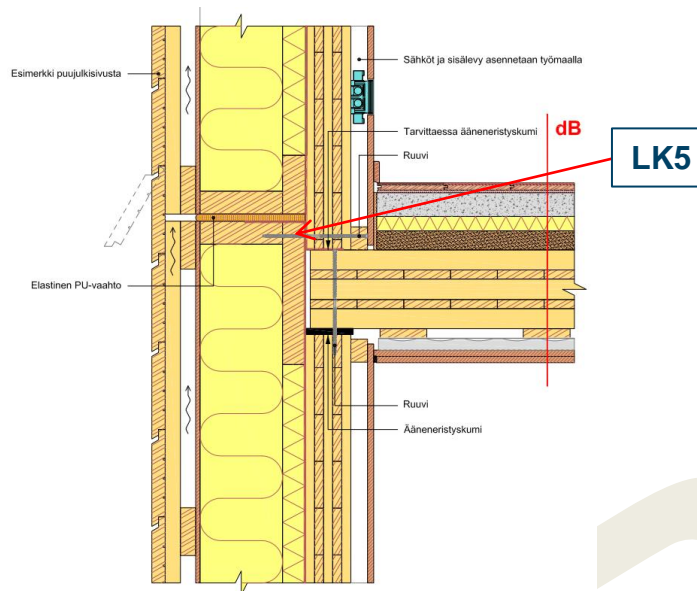 Esimerkki puujulkisivusta
Sähköt ja sisälevy asennetaan työmaalla
dB
Tarvittaessa ääneneristyskumi
Ruuvi
LK5
Elastinen PU-vaahto
Ruuvi
Ääneneristyskumi